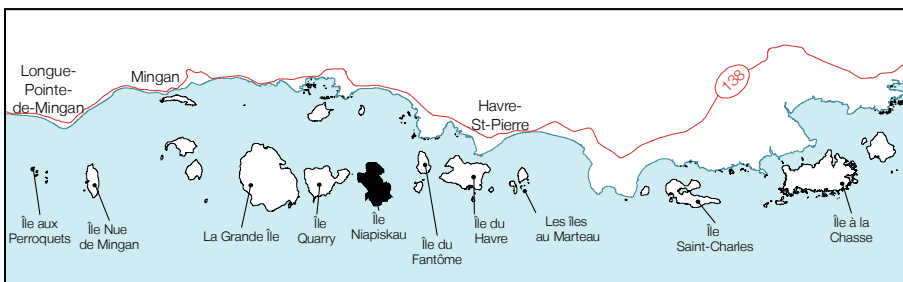 Longue-
Pointe-
de-Mingan
Mingan
138
Havre-
St-Pierre
Île aux
Perroquets
Île Nue
de Mingan
La Grande Île
Île
Quarry
Île
Niapiskau
Île du
Fantôme
Île du
Havre
Les îles
au Marteau
Île
Saint-Charles
Île à la
Chasse